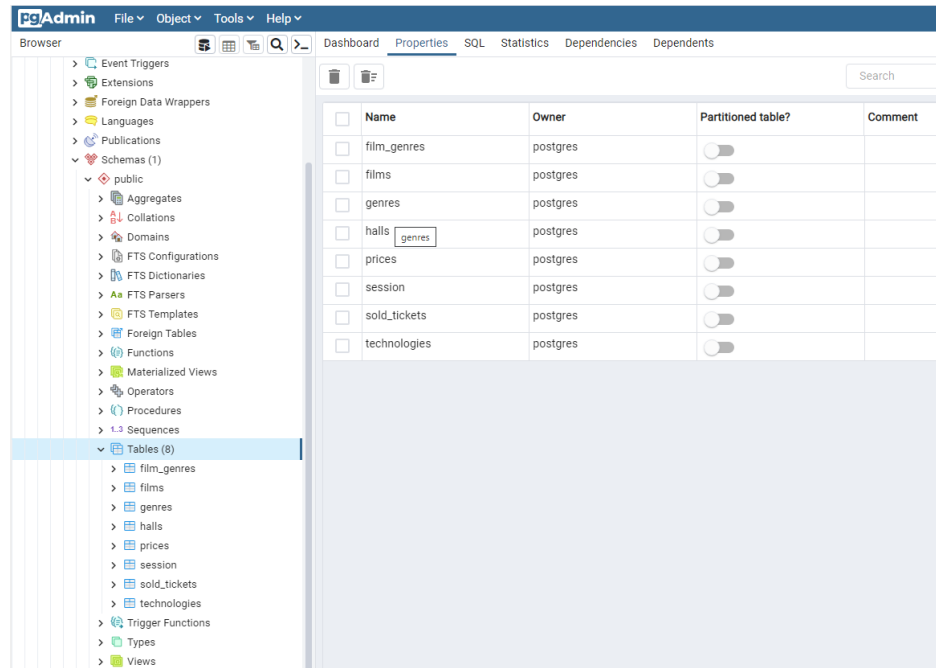 pgAdmin File Object Tools Help
Browser
Dashboard Properties SQL Statistics Dependencies Dependents
Event Triggers
Extensions
Foreign Data Wrappers
Languages
Publications
Schemas (1)
public
Aggregates
Collations
Domains
FTS Configurations
FTS Dictionaries
Aa FTS Parsers
FTS Templates
Foreign Tables
Functions
Materialized Views
Operators
Procedures
1..3 Sequences
Tables (8)
film_genres
films
genres
halls
prices
session
sold_tickets
technologies
Trigger Functions
Types
Views
Search
Name Owner Partitioned table? Comment
film_genres postgres
films postgres
genres postgres
halls postgres
genres
prices postgres
session postgres
sold_tickets postgres
technologies postgres